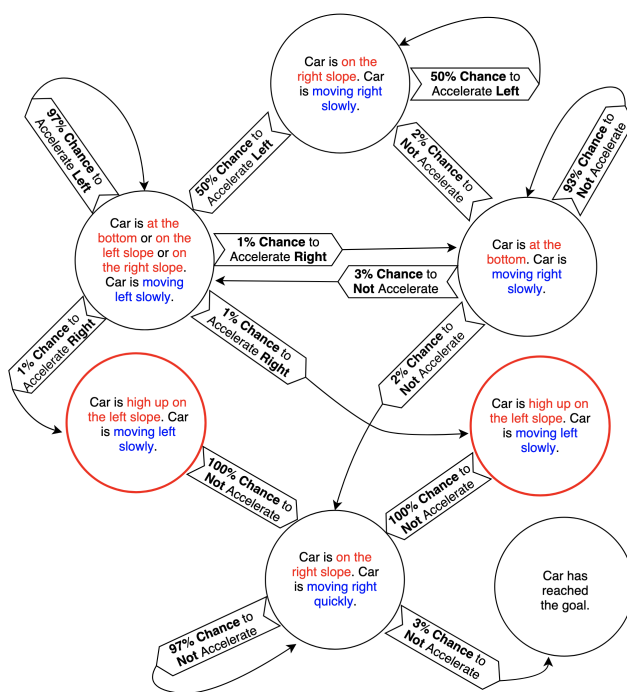 Car is on the
right slope. Car
is moving right
slowly.
50% Chance to
Accelerate Left
97% Chance to
Accelerate Left
50% Chance to
Accelerate Left
2% Chance to
Not Accelerate
93% Chance to
Not Accelerate
Car is at the
bottom or on the
left slope or on
the right slope.
Car is moving
left slowly.
1% Chance to
Accelerate Right
3% Chance to
Not Accelerate
Car is at the
bottom. Car is
moving right
slowly.
1% Chance to
Accelerate Right
1% Chance to
Accelerate Right
2% Chance to
Not Accelerate
Car is high up on
the left slope. Car
is moving left
slowly.
Car is high up on
the left slope. Car
is moving left
slowly.
100% Chance to
Not Accelerate
100% Chance to
Not Accelerate
Car is on the
right slope. Car
is moving right
quickly.
Car has
reached
the goal.
97% Chance to
Not Accelerate
3% Chance to
Not Accelerate